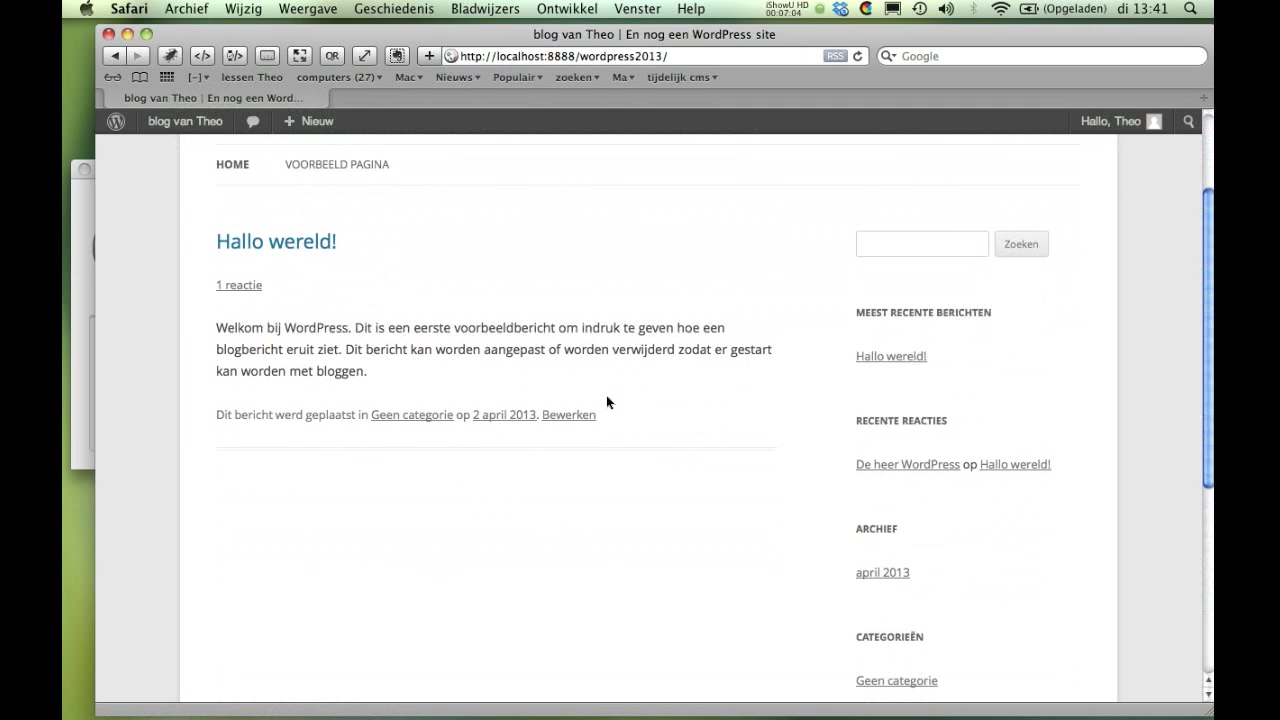 Safari Archief Wijzig Weergave Geschiedenis Bladwijzers Ontwikkel Venster Help iShowU HD 00:07:04 (Opgeladen) di 13:41
blog van Theo | En nog een WordPress site
OR http://localhost:8888/wordpress2013/ RSS Google
[~] lessen Theo computers (27) Mac Nieuws Populair zoeken Ma tijdelijk cms
blog van Theo | En nog een Word...
blog van Theo Nieuw Hallo, Theo
HOME VOORBEELD PAGINA
Hallo wereld!
Zoeken
1 reactie
MEEST RECENTE BERICHTEN
Welkom bij WordPress. Dit is een eerste voorbeeldbericht om indruk te geven hoe een
blogbericht eruit ziet. Dit bericht kan worden aangepast of worden verwijderd zodat er gestart
kan worden met bloggen.
Hallo wereld!
Dit bericht werd geplaatst in Geen categorie op 2 april 2013. Bewerken
RECENTE REACTIES
De heer WordPress op Hallo wereld!
ARCHIEF
april 2013
CATEGORIEËN
Geen categorie